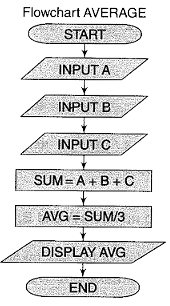 Flowchart AVERAGE
START
INPUT A
INPUT B
INPUT C
SUM = A + B + C
AVG = SUM/3
DISPLAY AVG
END